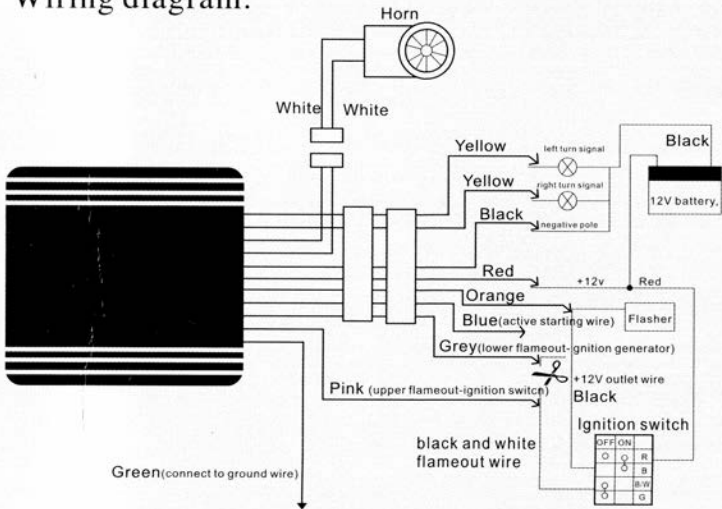 Wiring diagram:
Horn
White White
Yellow
left turn signal
Black
Yellow
right turn signal
12V battery,
Black
negative pole
Red
+12v
Red
Orange
Flasher
Blue(active starting wire)
Grey(lower flameout-ignition generator)
+12V outlet wire
Pink (upper flameout-ignition switch)
Black
Ignition switch
black and white
flameout wire
OFF ON
R
B
B/W
G
Green(connect to ground wire)